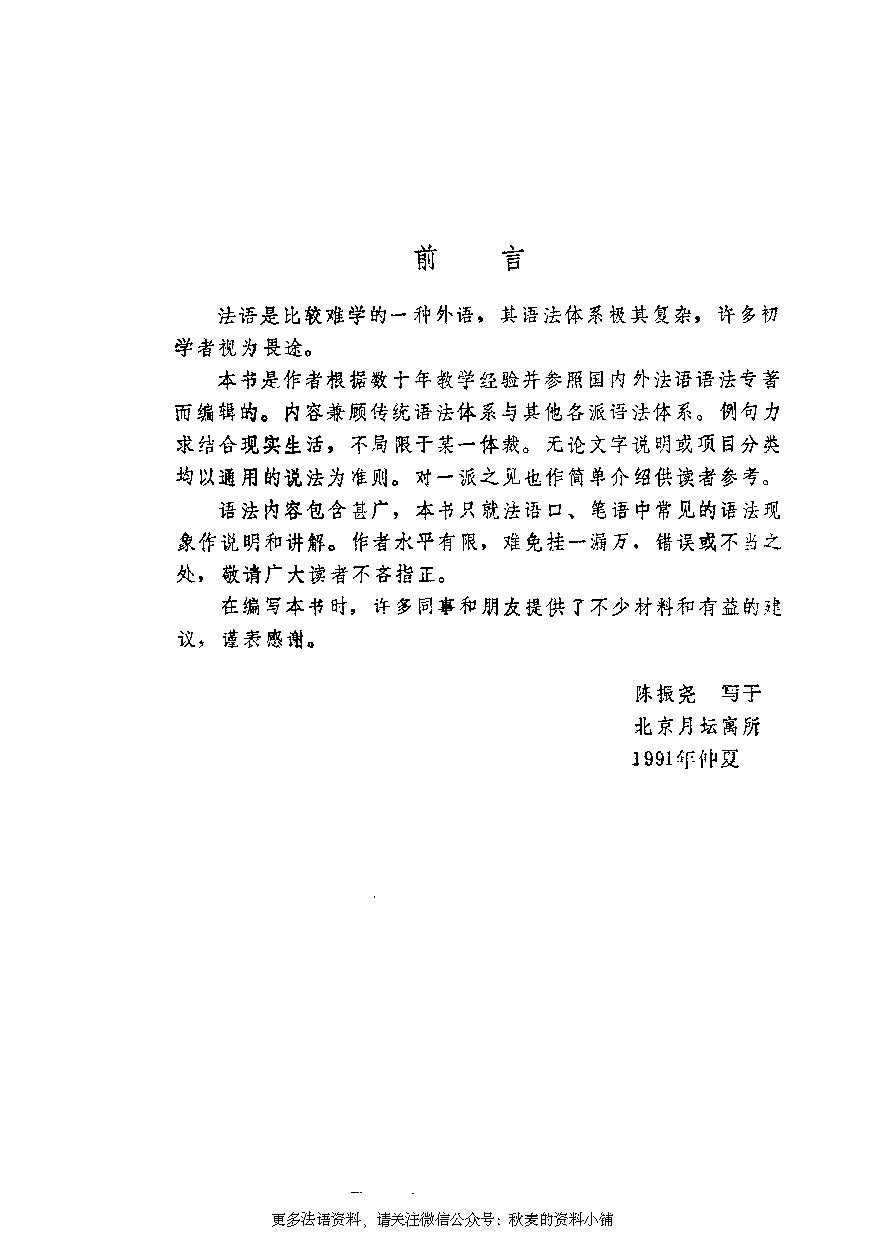 前言
法语是比较难学的一种外语，其语法体系极其复杂，许多初
学者视为畏途。
本书是作者根据数十年教学经验并参照国内外法语语法专著
而编辑的。内容兼顾传统语法体系与其他各派语法体系。例句力
求结合现实生活，不局限于某一体裁。无论文字说明或项目分类
均以通用的说法为准则。对一派之见也作简单介绍供读者参考。
语法内容包含甚广，本书只就法语口、笔语中常见的语法现
象作说明和讲解。作者水平有限，难免挂一漏万，错误或不当之
处，敬请广大读者不吝指正。
在编写本书时，许多同事和朋友提供了不少材料和有益的建
议，谨表感谢。
陈振尧 写于
北京月坛寓所
1991年仲夏
更多法语资料，请关注微信公众号：秋麦的资料小铺